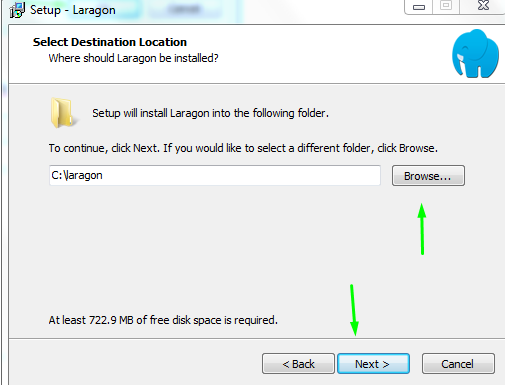 Setup - Laragon
Select Destination Location
Where should Laragon be installed?
Setup will install Laragon into the following folder.
To continue, click Next. If you would like to select a different folder, click Browse.
C:\laragon
Browse...
At least 722.9 MB of free disk space is required.
< Back
Next >
Cancel